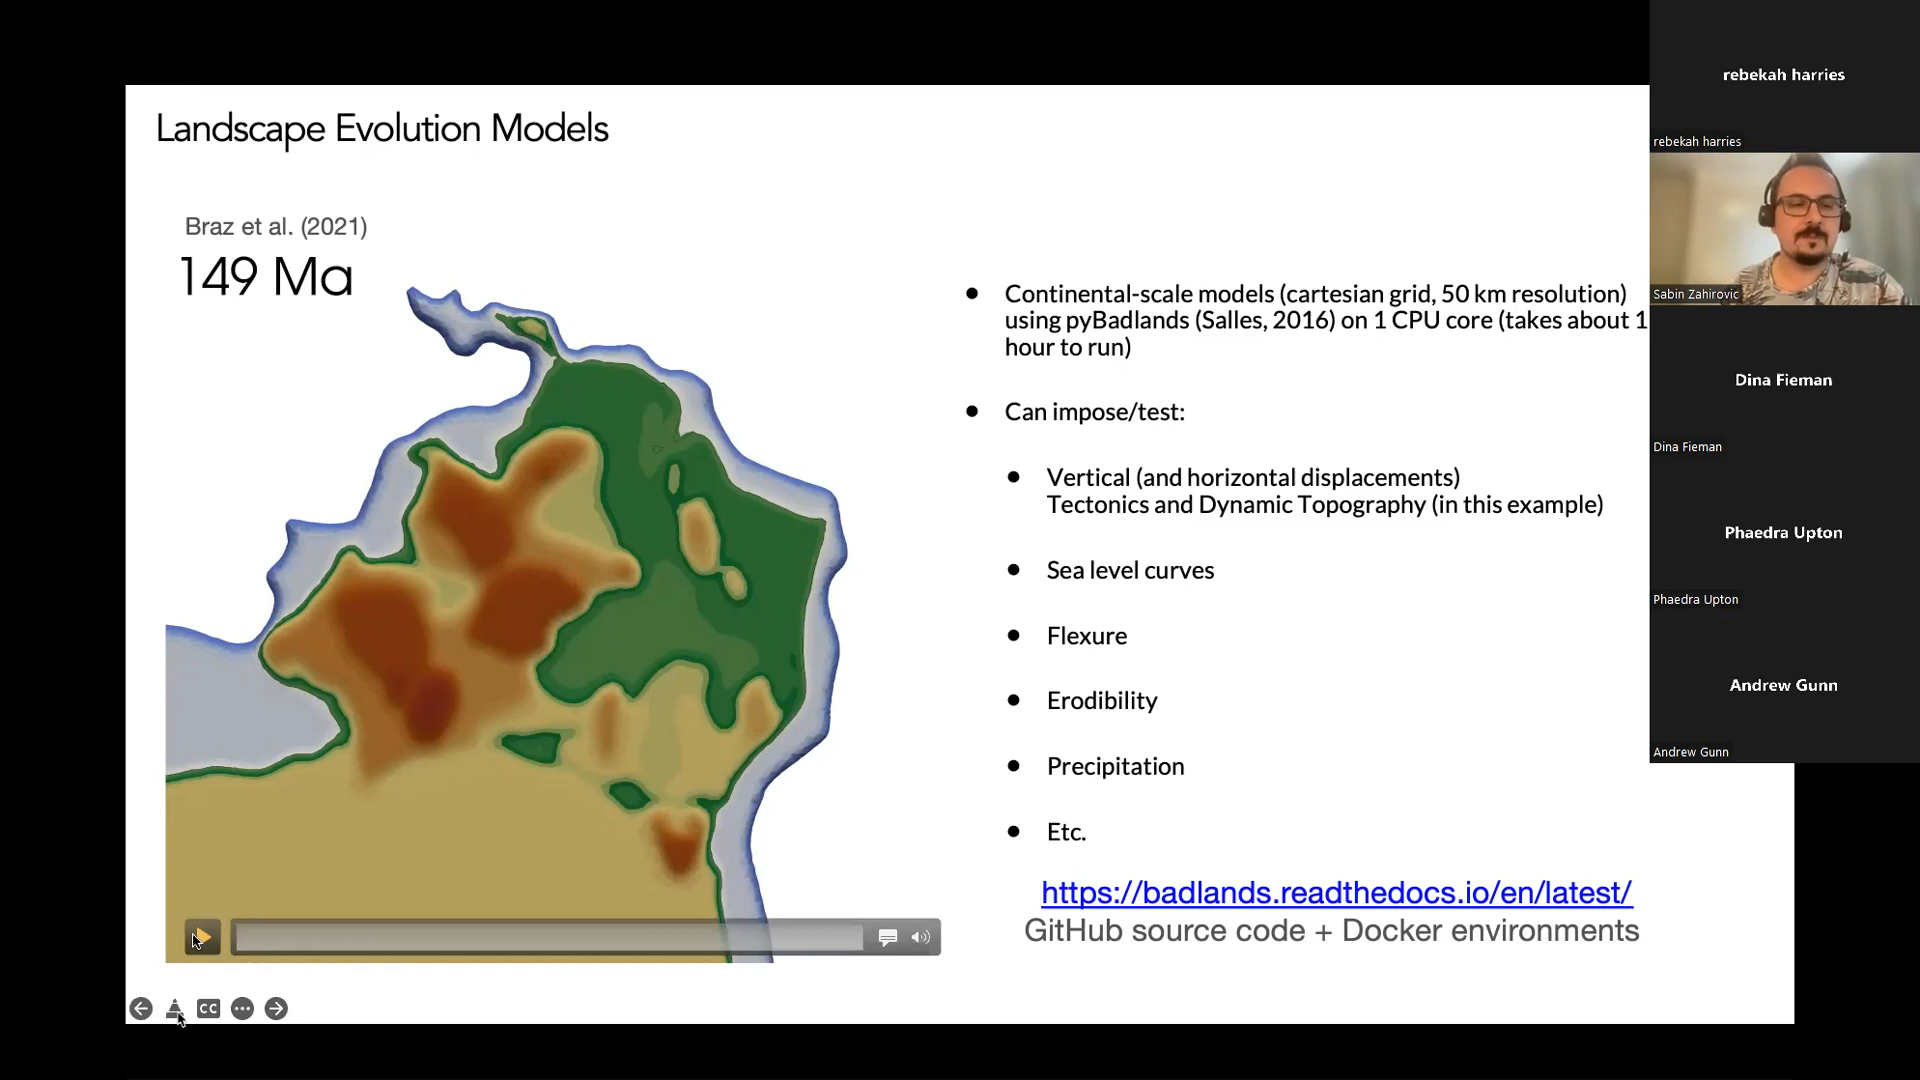 Landscape Evolution Models
Braz et al. (2021)
149 Ma
Continental-scale models (cartesian grid, 50 km resolution)
using pyBadlands (Salles, 2016) on 1 CPU core (takes about 1
hour to run)
Can impose/test:
Vertical (and horizontal displacements)
Tectonics and Dynamic Topography (in this example)
Sea level curves
Flexure
Erodibility
Precipitation
Etc.
https://badlands.readthedocs.io/en/latest/
GitHub source code + Docker environments
CC
rebekah harries
rebekah harries
Sabin Zahirovic
Dina Fieman
Dina Fieman
Phaedra Upton
Phaedra Upton
Andrew Gunn
Andrew Gunn